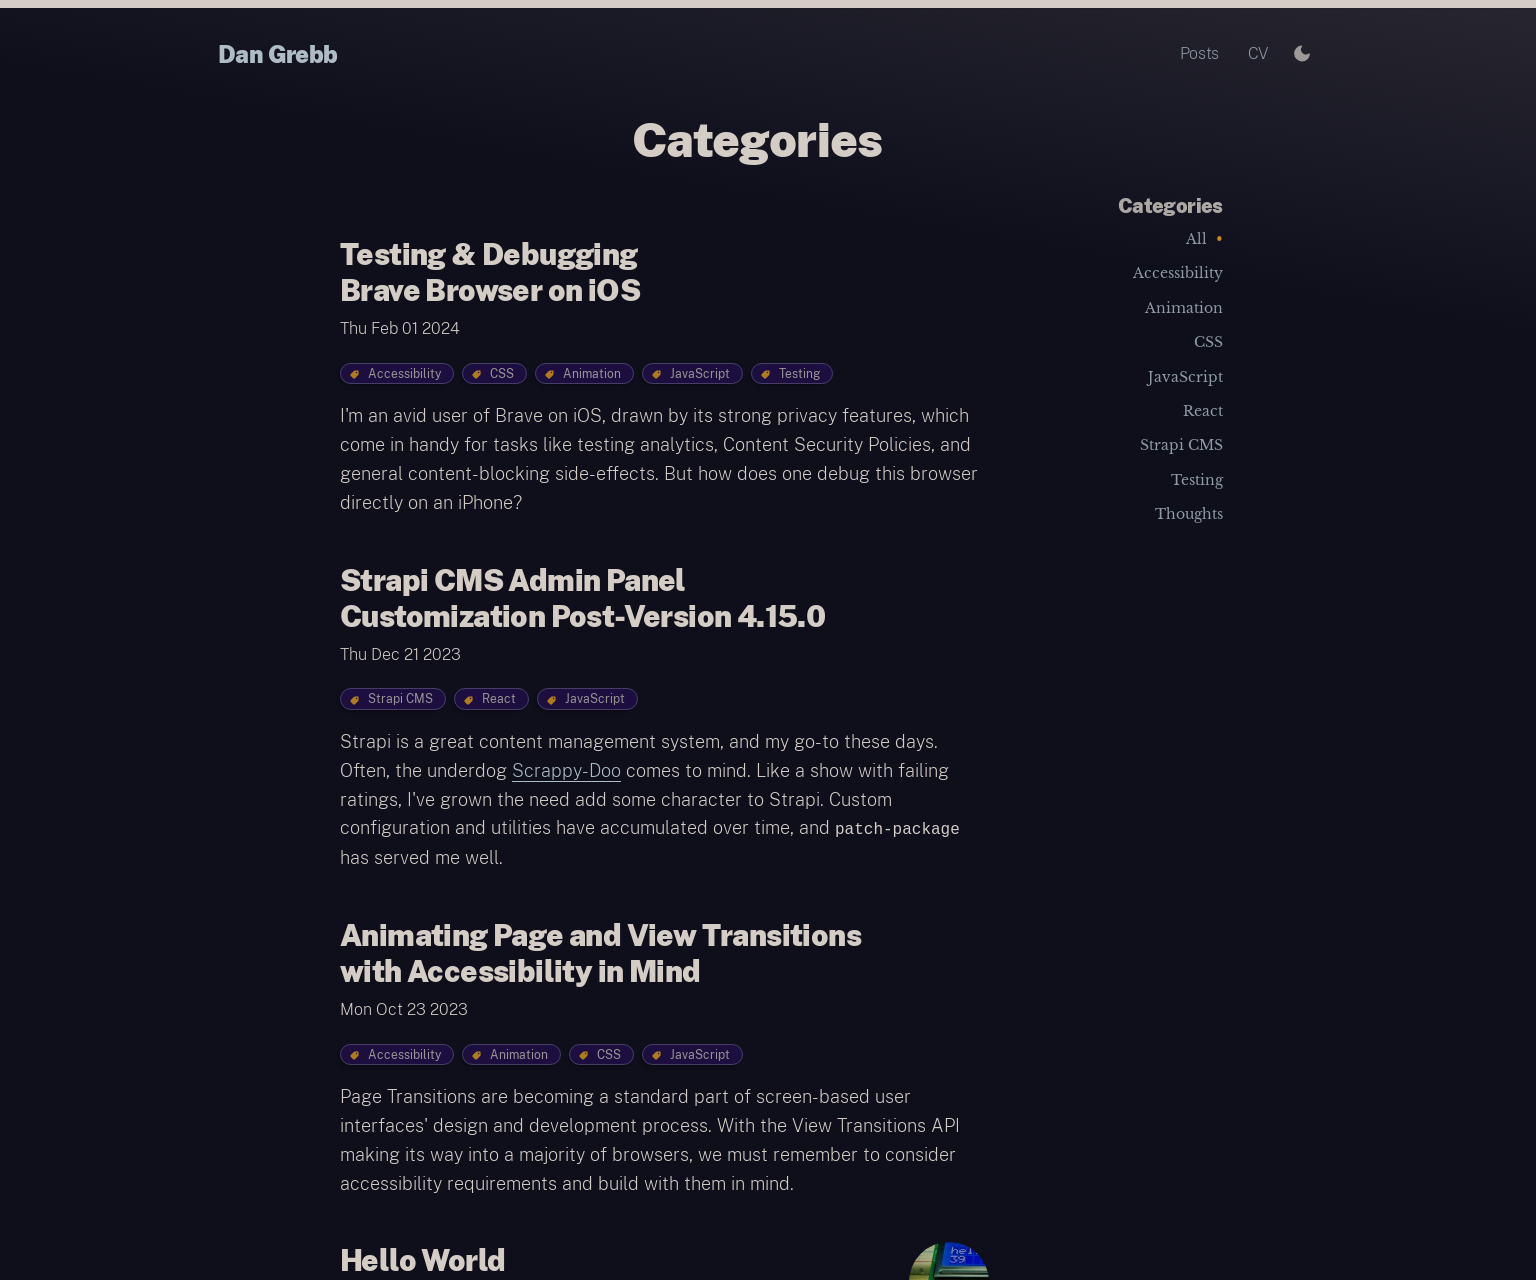 Dan Grebb
Posts
CV
Categories
Testing & Debugging
Brave Browser on iOS
Thu Feb 01 2024
Accessibility
CSS
Animation
JavaScript
Testing
I'm an avid user of Brave on iOS, drawn by its strong privacy features, which
come in handy for tasks like testing analytics, Content Security Policies, and
general content-blocking side-effects. But how does one debug this browser
directly on an iPhone?
Strapi CMS Admin Panel
Customization Post-Version 4.15.0
Thu Dec 21 2023
Strapi CMS
React
JavaScript
Strapi is a great content management system, and my go-to these days.
Often, the underdog Scrappy-Doo comes to mind. Like a show with failing
ratings, I've grown the need add some character to Strapi. Custom
configuration and utilities have accumulated over time, and patch-package
has served me well.
Animating Page and View Transitions
with Accessibility in Mind
Mon Oct 23 2023
Accessibility
Animation
CSS
JavaScript
Page Transitions are becoming a standard part of screen-based user
interfaces' design and development process. With the View Transitions API
making its way into a majority of browsers, we must remember to consider
accessibility requirements and build with them in mind.
Hello World
39
Categories
All •
Accessibility
Animation
CSS
JavaScript
React
Strapi CMS
Testing
Thoughts